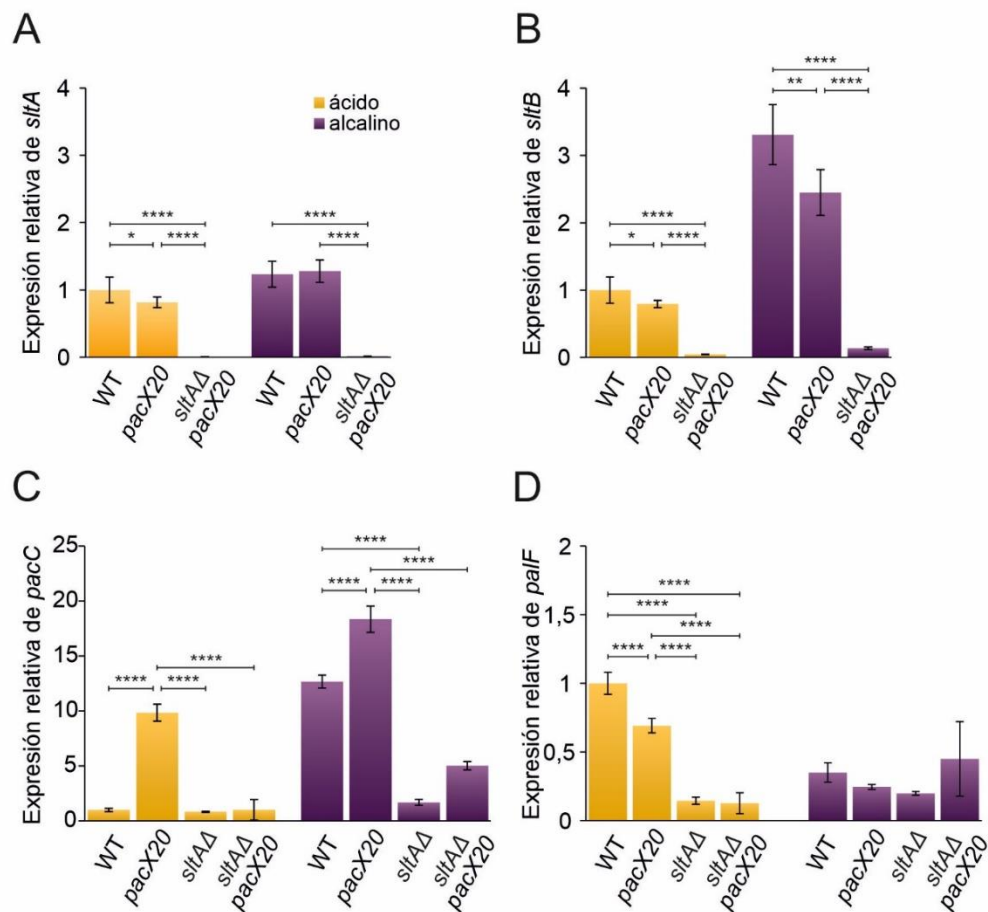 A
Expresión relativa de sltA
4
3
2
1
0
ácido
alcalino
****
* ****
****
****
WT
pacX20
sltAΔ
pacX20
WT
pacX20
sltAΔ
pacX20
B
Expresión relativa de sltB
4
3
2
1
0
****
* ****
****
** ****
WT
pacX20
sltAΔ
pacX20
WT
pacX20
sltAΔ
pacX20
C
Expresión relativa de pacC
25
20
15
10
5
0
****
**** ****
****
****
**** ****
WT
pacX20
sltAΔ
sltAΔ
pacX20
WT
pacX20
sltAΔ
sltAΔ
pacX20
D
Expresión relativa de palF
2
1,5
1
0,5
0
****
****
****
**** ****
WT
pacX20
sltAΔ
sltAΔ
pacX20
WT
pacX20
sltAΔ
sltAΔ
pacX20